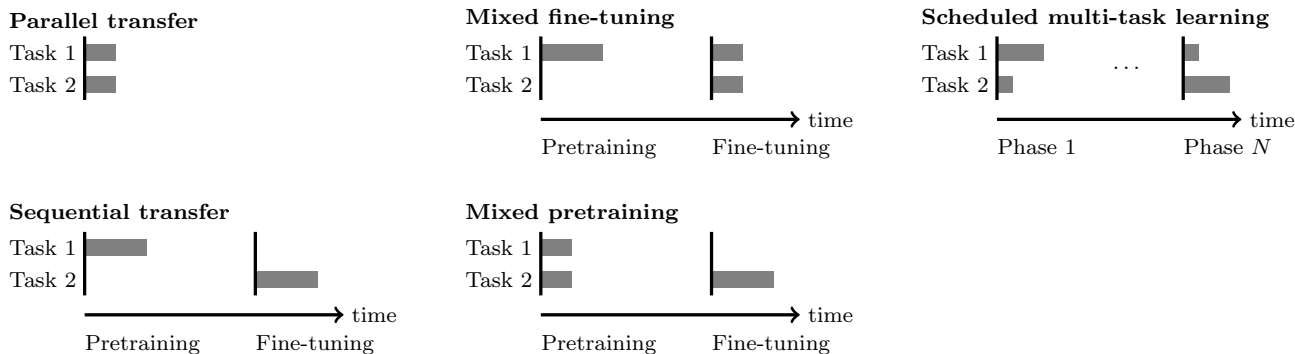 Parallel transfer
Task 1
Task 2
Mixed fine-tuning
Task 1
Task 2
time
Pretraining Fine-tuning
Scheduled multi-task learning
Task 1
...
Task 2
time
Phase 1 Phase N
Sequential transfer
Task 1
Task 2
time
Pretraining Fine-tuning
Mixed pretraining
Task 1
Task 2
time
Pretraining Fine-tuning